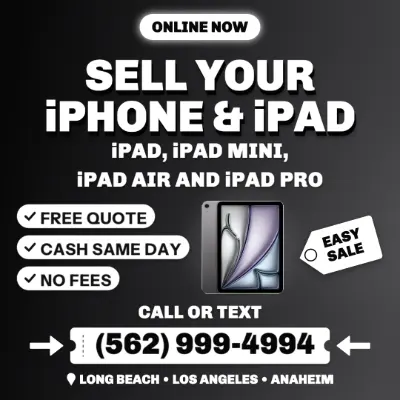 ONLINE NOW
SELL YOUR
iPHONE & iPAD
iPAD, iPAD MINI,
iPAD AIR AND iPAD PRO
✓ FREE QUOTE
✓ CASH SAME DAY
✓ NO FEES
EASY
SALE
CALL OR TEXT
(562) 999-4994
LONG BEACH • LOS ANGELES • ANAHEIM